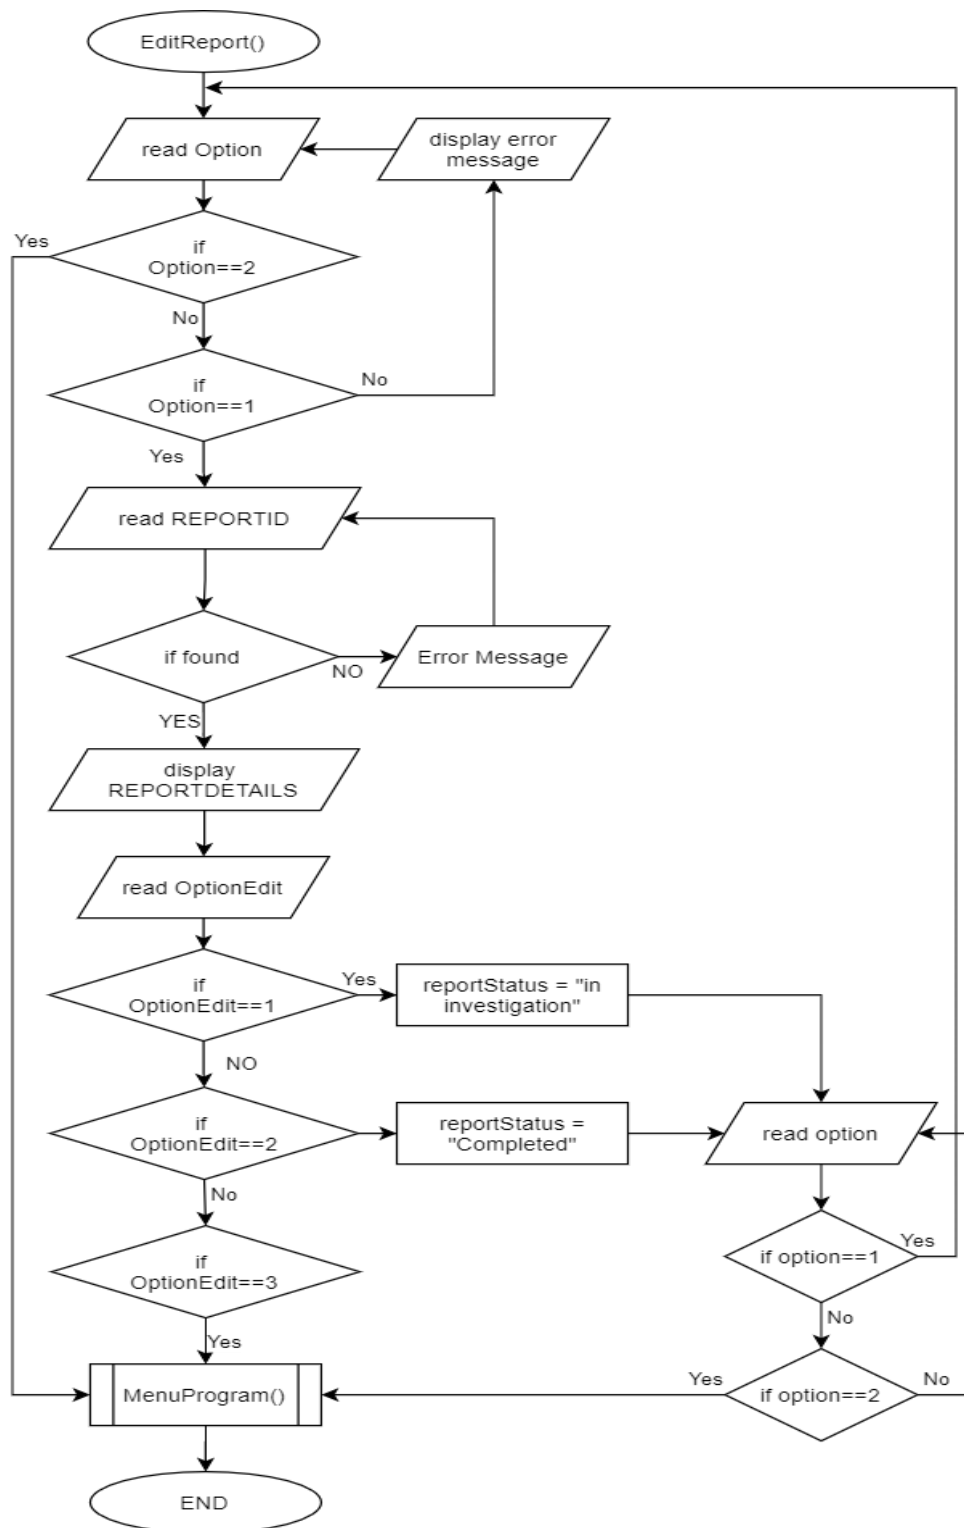 EditReport()
read Option
display error
message
Yes
if
Option==2
No
if
Option==1
No
Yes
read REPORTID
if found
NO
Error Message
YES
display
REPORTDETAILS
read OptionEdit
if
OptionEdit==1
Yes
reportStatus = "in
investigation"
NO
if
OptionEdit==2
reportStatus =
"Completed"
read option
No
if
OptionEdit==3
if option==1
Yes
No
Yes
MenuProgram()
Yes
if option==2
No
END